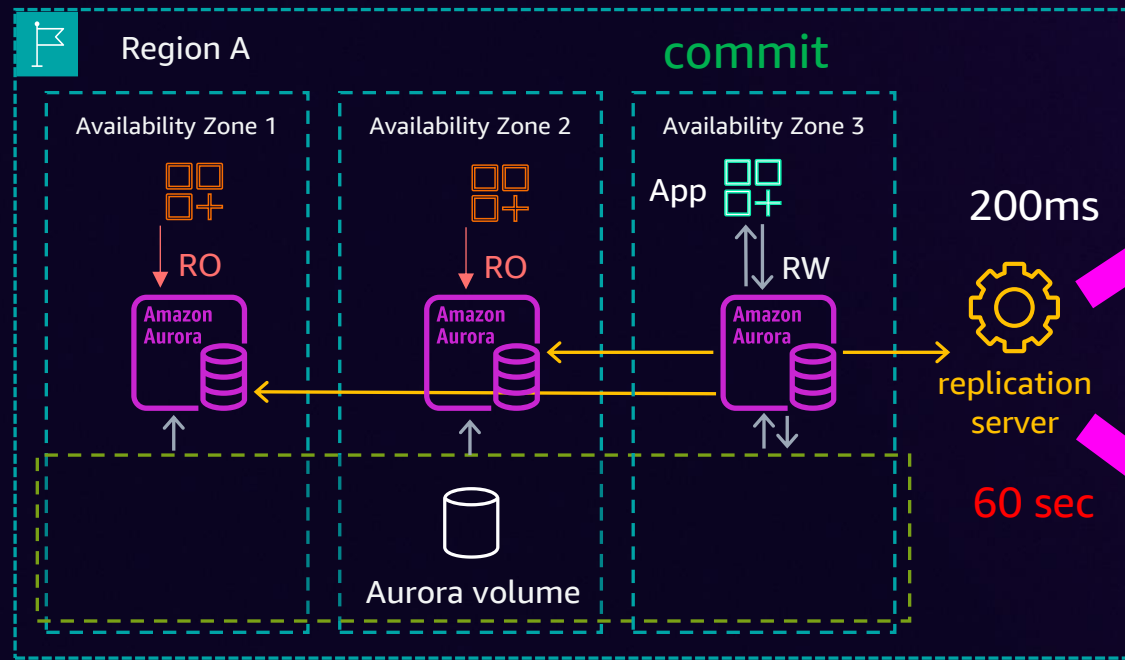 Region A
commit
Availability Zone 1
Availability Zone 2
Availability Zone 3
App
200ms
RO
RO
RW
Amazon
Aurora
Amazon
Aurora
Amazon
Aurora
replication
server
60 sec
Aurora volume